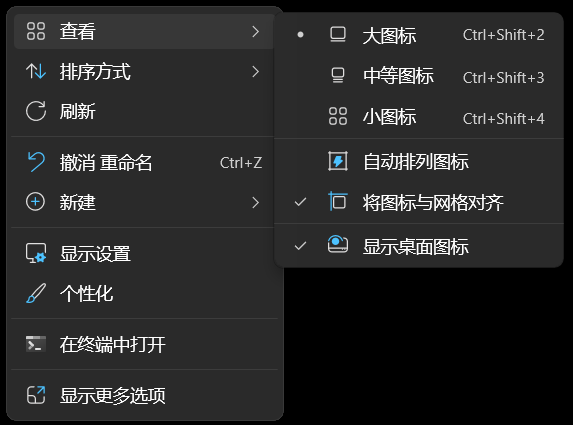 查看
排序方式
刷新
撤消 重命名 Ctrl+Z
新建
显示设置
个性化
在终端中打开
显示更多选项
大图标 Ctrl+Shift+2
中等图标 Ctrl+Shift+3
小图标 Ctrl+Shift+4
自动排列图标
将图标与网格对齐
显示桌面图标